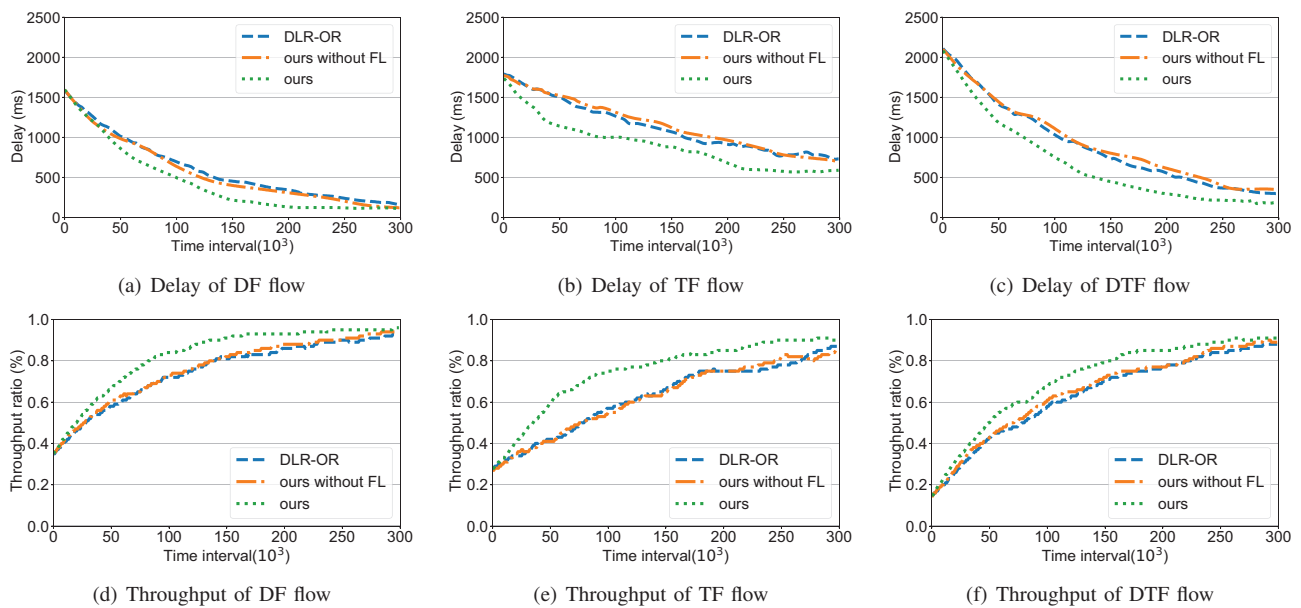 2500
2000
1500
1000
500
0
Delay (ms)
DLR-OR
ours without FL
ours
0 50 100 150 200 250 300
Time interval(10³)
(a) Delay of DF flow
2500
2000
1500
1000
500
0
Delay (ms)
DLR-OR
ours without FL
ours
0 50 100 150 200 250 300
Time interval(10³)
(b) Delay of TF flow
2500
2000
1500
1000
500
0
Delay (ms)
DLR-OR
ours without FL
ours
0 50 100 150 200 250 300
Time interval(10³)
(c) Delay of DTF flow
1.0
0.8
0.6
0.4
0.2
0.0
Throughput ratio (%)
DLR-OR
ours without FL
ours
0 50 100 150 200 250 300
Time interval(10³)
(d) Throughput of DF flow
1.0
0.8
0.6
0.4
0.2
0.0
Throughput ratio (%)
DLR-OR
ours without FL
ours
0 50 100 150 200 250 300
Time interval(10³)
(e) Throughput of TF flow
1.0
0.8
0.6
0.4
0.2
0.0
Throughput ratio (%)
DLR-OR
ours without FL
ours
0 50 100 150 200 250 300
Time interval(10³)
(f) Throughput of DTF flow